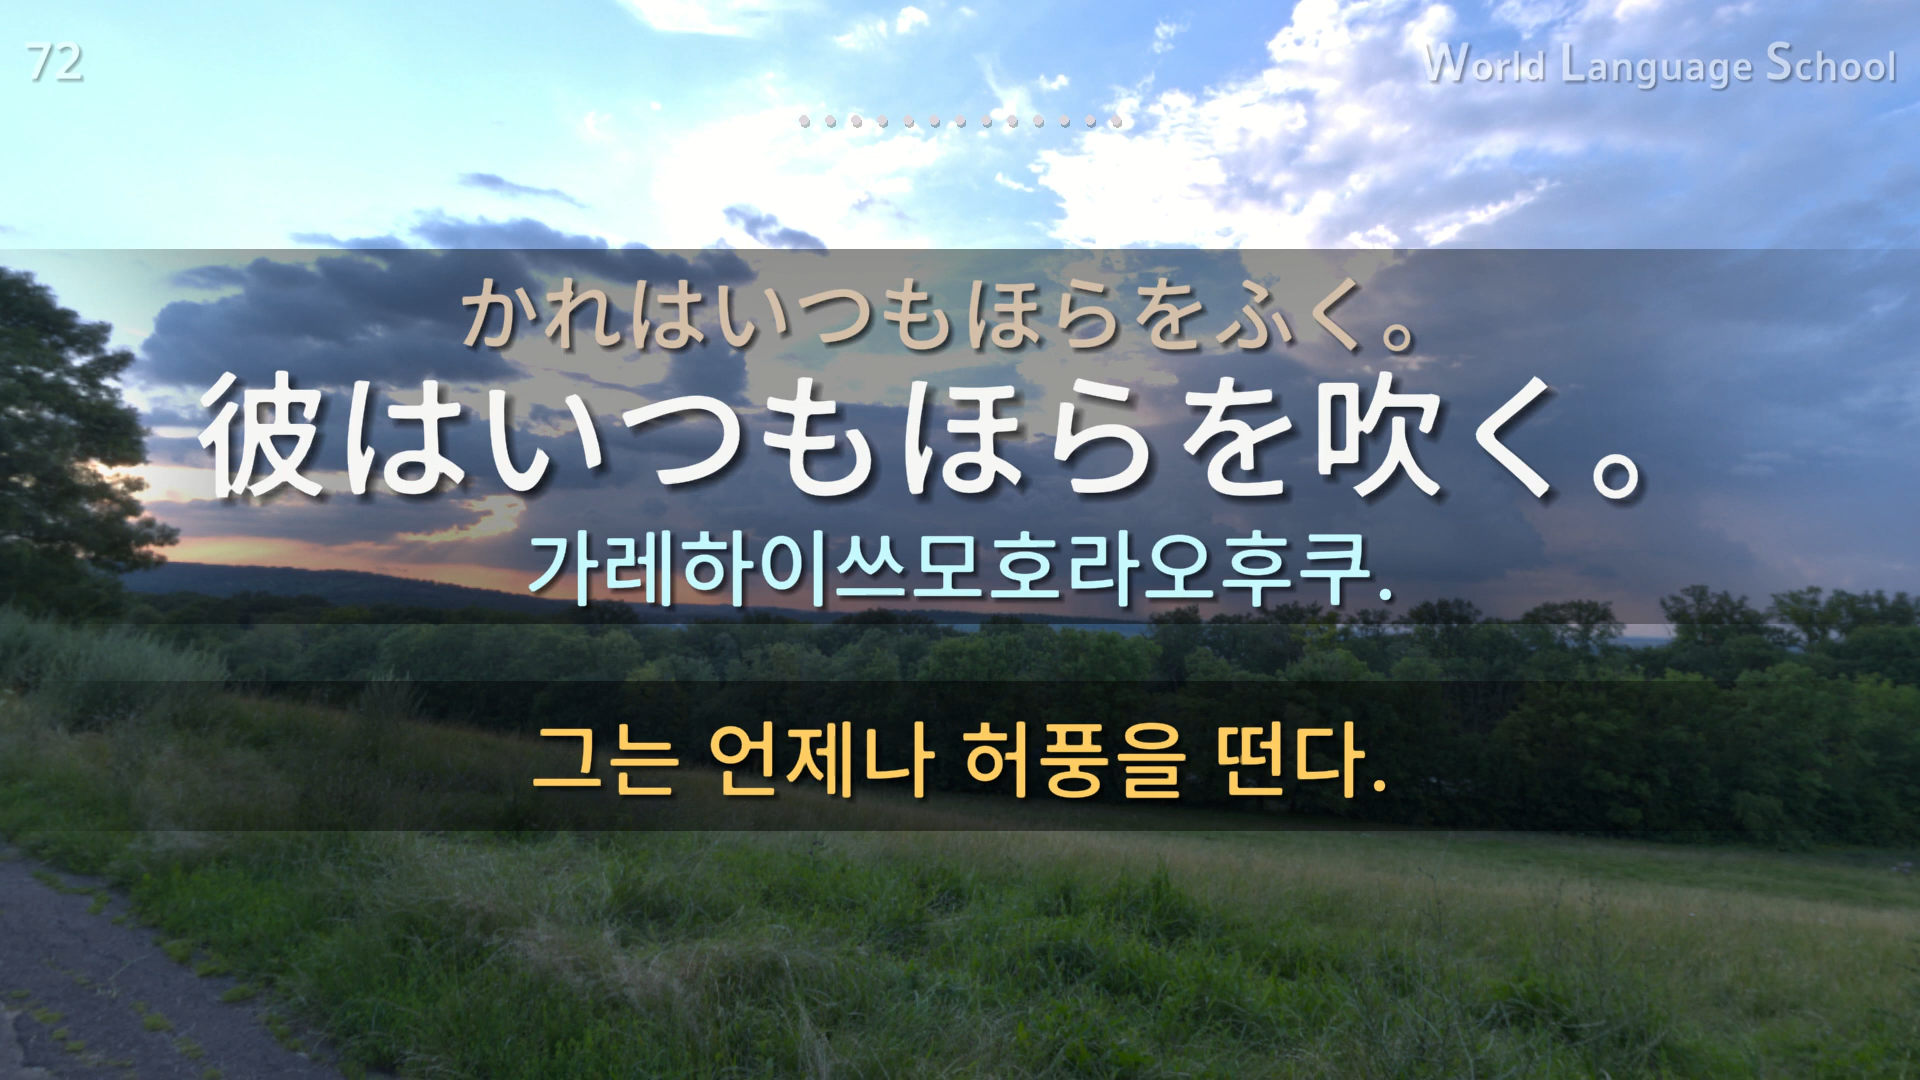 72
World Language School
かれはいつもほらをふく。
彼はいつもほらを吹く。
가레하이쓰모호라오후쿠.
그는 언제나 허풍을 떤다.